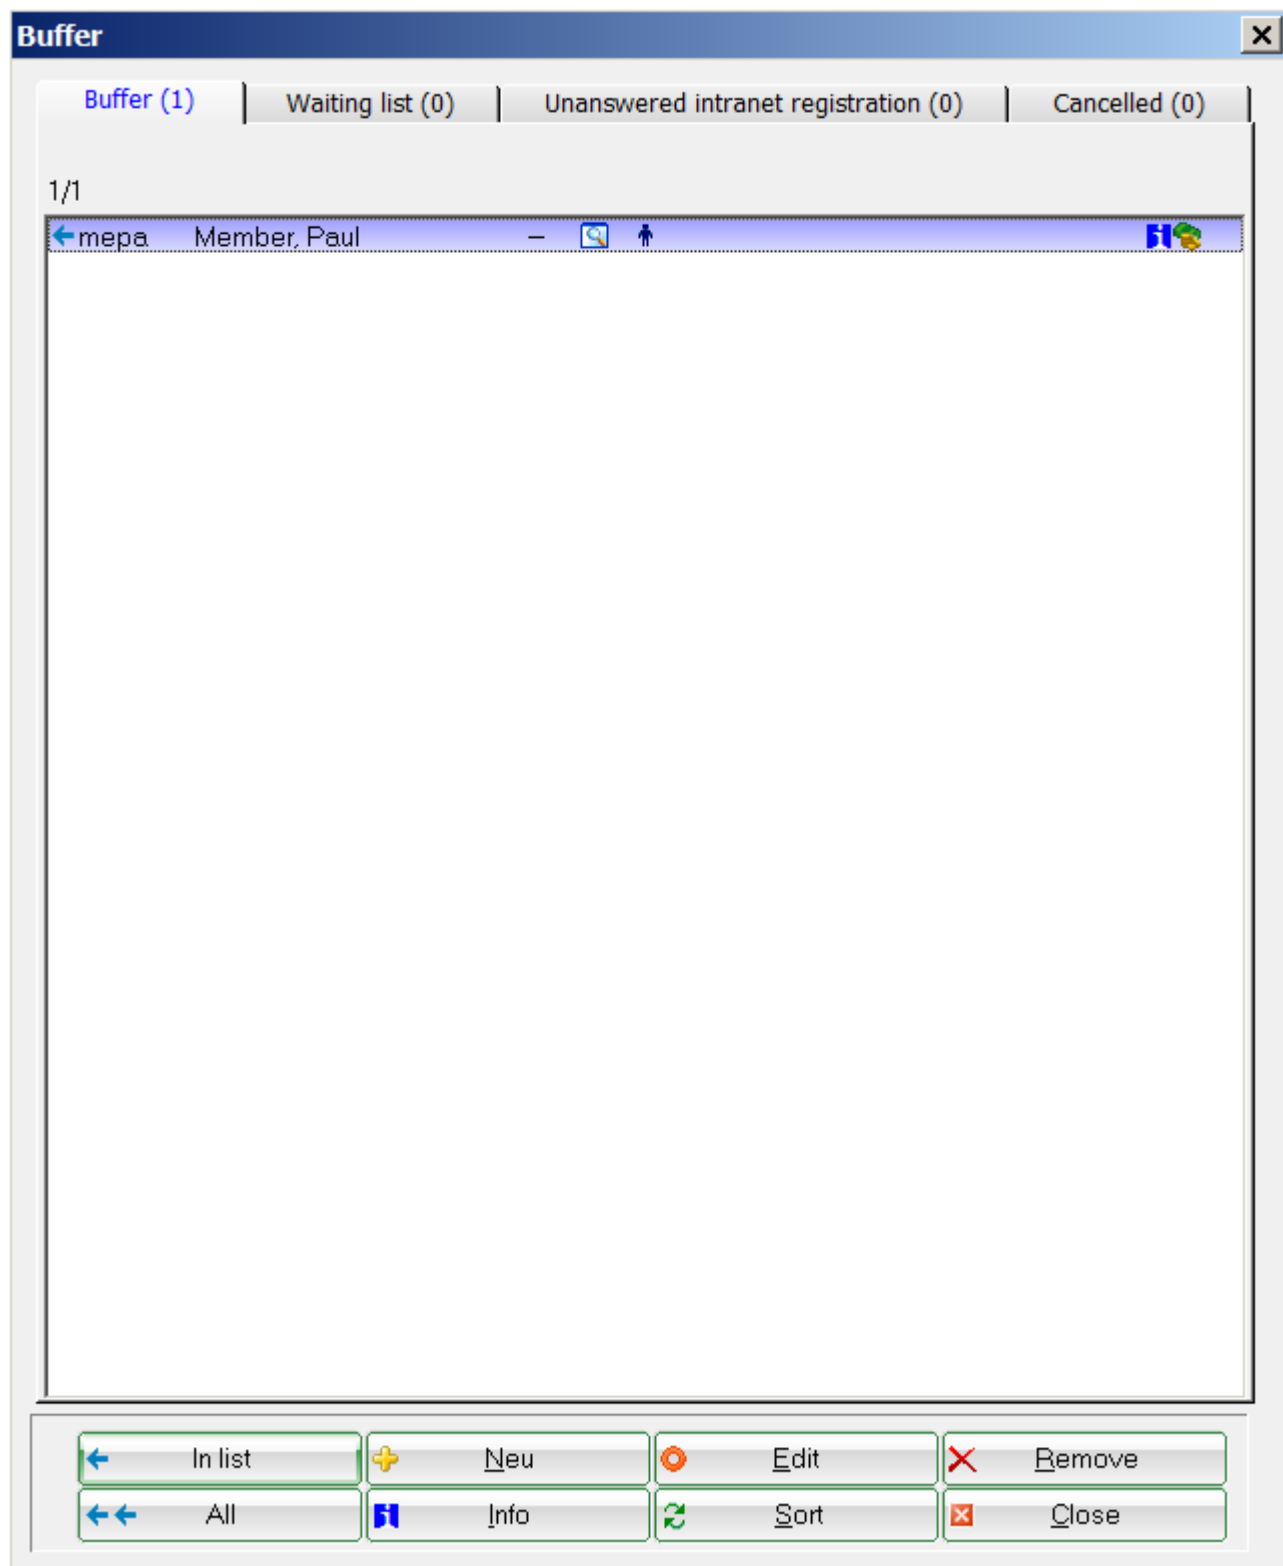 Buffer
Buffer (1) Waiting list (0) Unanswered intranet registration (0) Cancelled (0)
1/1
mepa Member, Paul –
In list Neu Edit Remove
All Info Sort Close